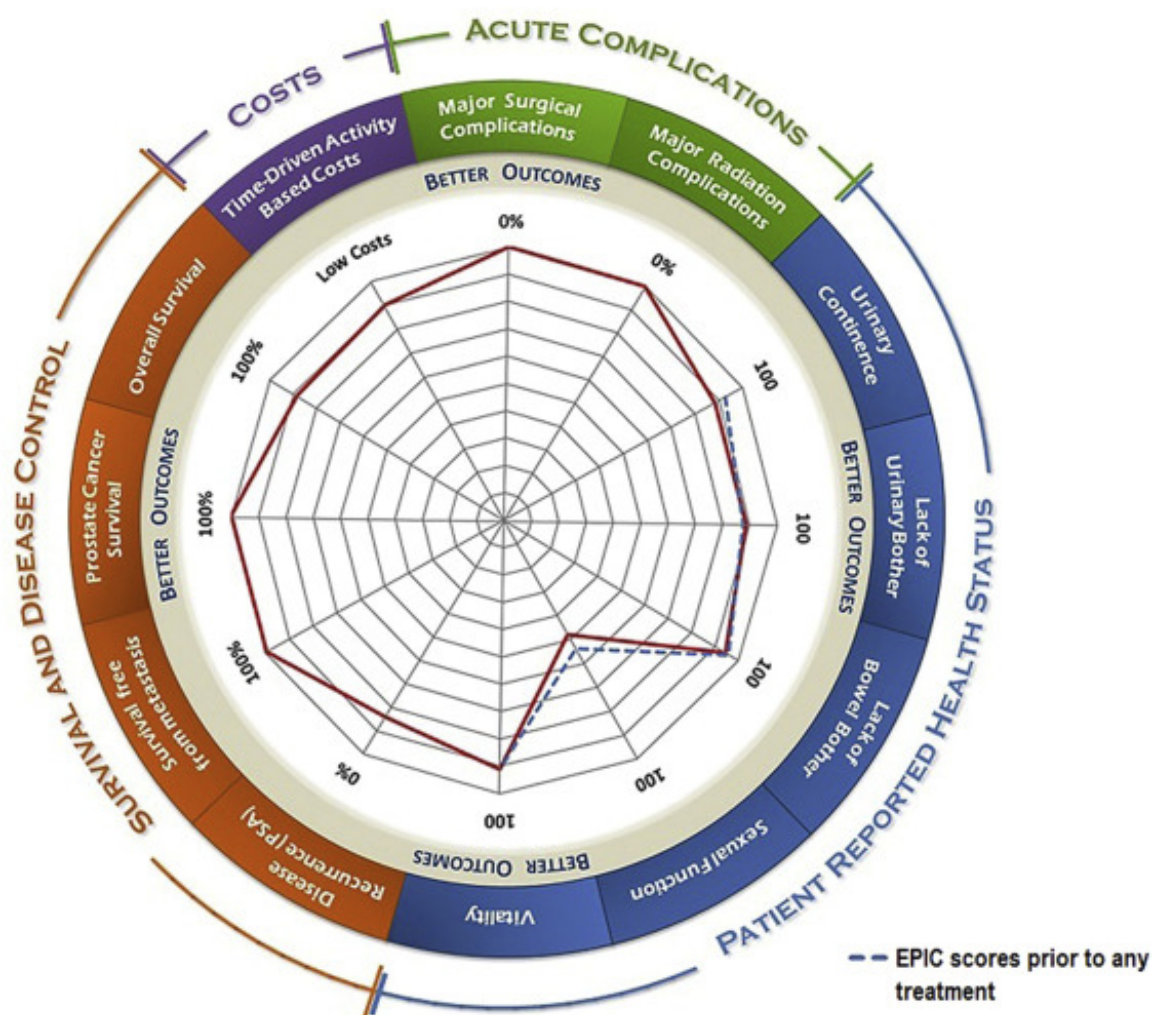 ACUTE COMPLICATIONS
COSTS
Major Surgical
Complications
Major Radiation
Complications
Time-Driven Activity
Based Costs
BETTER OUTCOMES
0%
0%
Low Costs
Urinary
Continence
Overall Survival
100%
100
Prostate Cancer
Survival
BETTER OUTCOMES
100%
100
BETTER OUTCOMES
Lack of
Urinary Bother
SURVIVAL AND DISEASE CONTROL
PATIENT REPORTED HEALTH STATUS
Survival free
from metastasis
100%
100
Lack of
Bowel Bother
0%
100
100
Disease
Recurrence (PSA)
BETTER OUTCOMES
Sexual Function
Vitality
EPIC scores prior to any
treatment